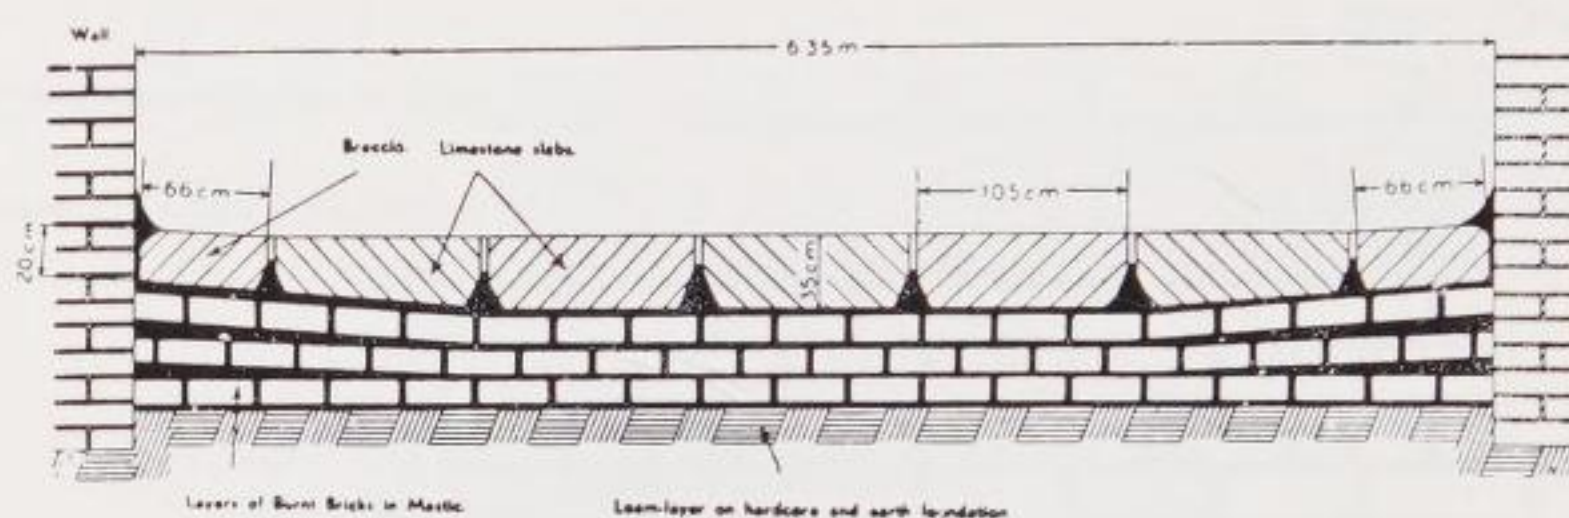 Wall
6.35 m
Breccia. Limestone slabs.
66 cm
105 cm
66 cm
20 cm
35 cm
Layers of Burnt Bricks in Mastic
Loam-layer on hardcore and earth foundation